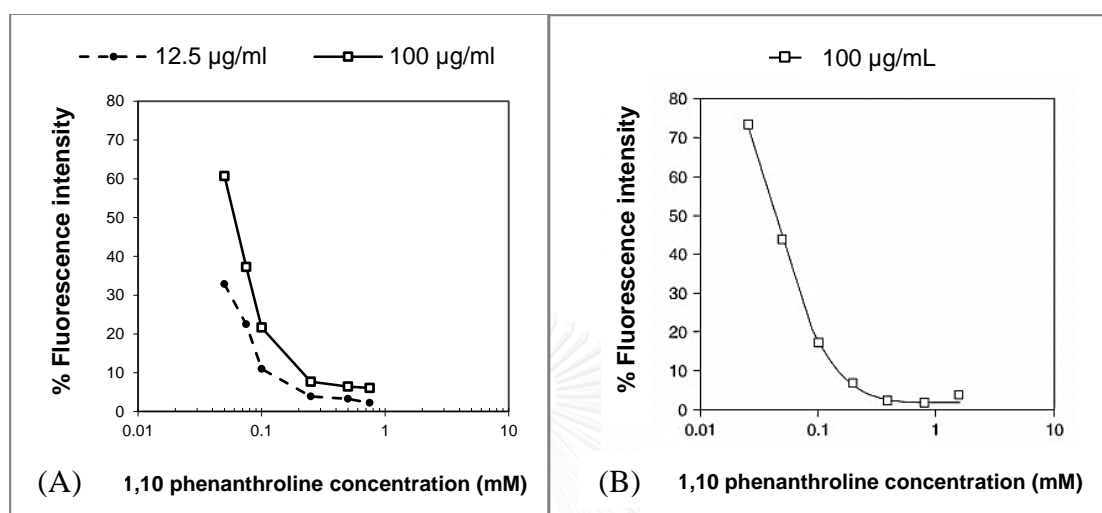 12.5 µg/ml 100 µg/ml
80
70
60
50
40
30
20
10
0
0.01 0.1 1 10
% Fluorescence intensity
(A) 1,10 phenanthroline concentration (mM)
100 µg/mL
80
70
60
50
40
30
20
10
0
0.01 0.1 1 10
% Fluorescence intensity
(B) 1,10 phenanthroline concentration (mM)